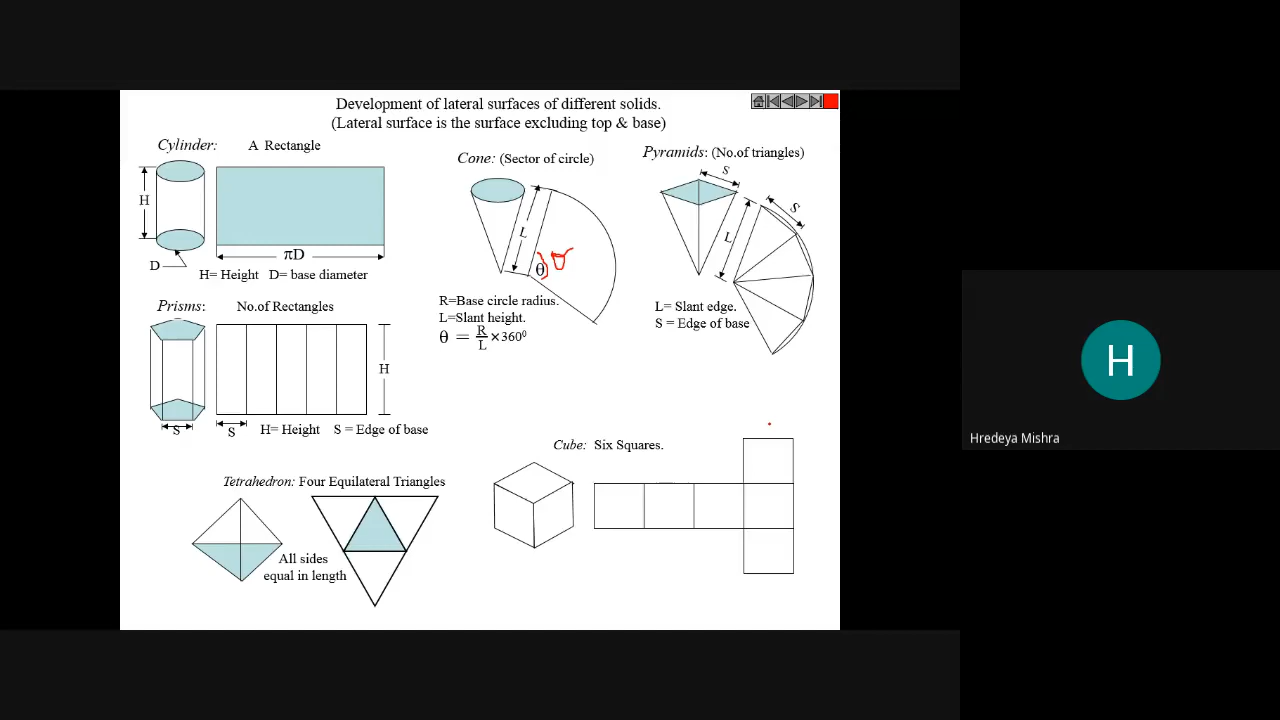 Development of lateral surfaces of different solids.
(Lateral surface is the surface excluding top & base)
Cylinder: A Rectangle
H
D
πD
H= Height D= base diameter
Cone: (Sector of circle)
L
θ
R=Base circle radius.
L=Slant height.
θ = R/L ×360⁰
Pyramids: (No.of triangles)
S
S
L
L= Slant edge.
S = Edge of base
Prisms: No.of Rectangles
H
S
S
H= Height S = Edge of base
Tetrahedron: Four Equilateral Triangles
All sides
equal in length
Cube: Six Squares.
H
Hredeya Mishra